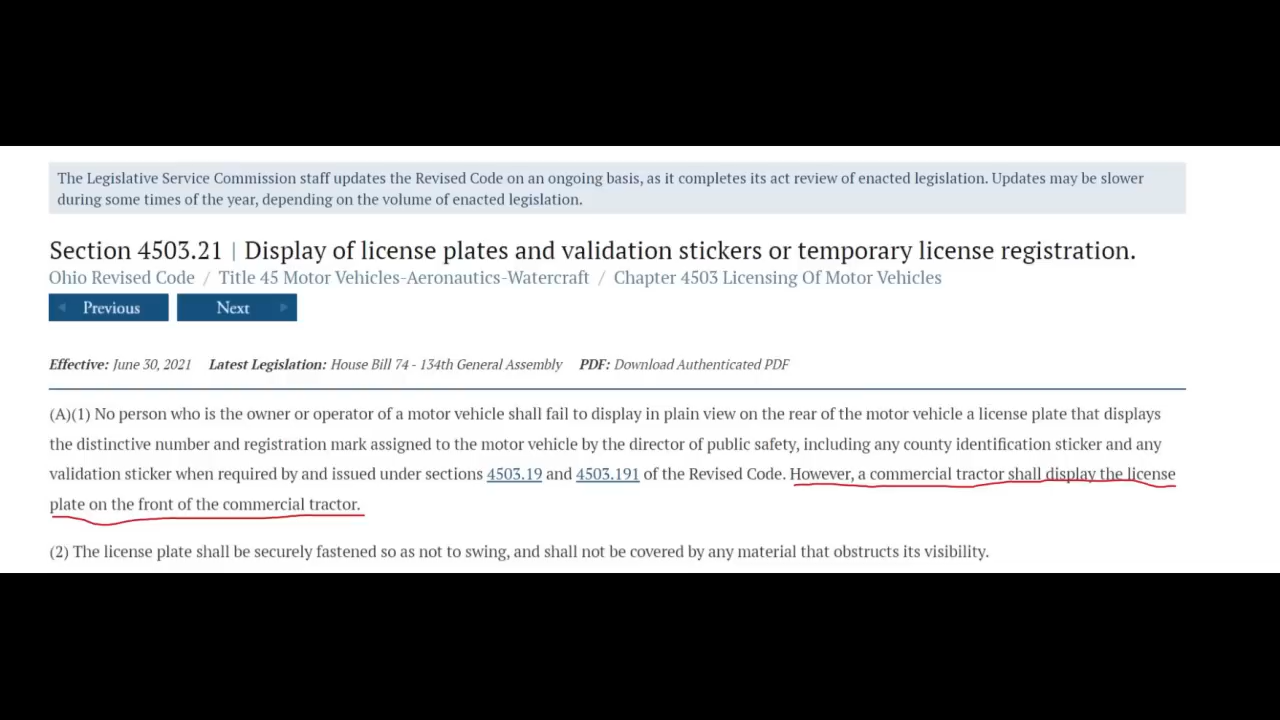 The Legislative Service Commission staff updates the Revised Code on an ongoing basis, as it completes its act review of enacted legislation. Updates may be slower
during some times of the year, depending on the volume of enacted legislation.
Section 4503.21 | Display of license plates and validation stickers or temporary license registration.
Ohio Revised Code / Title 45 Motor Vehicles-Aeronautics-Watercraft / Chapter 4503 Licensing Of Motor Vehicles
Previous Next
Effective: June 30, 2021 Latest Legislation: House Bill 74 - 134th General Assembly PDF: Download Authenticated PDF
(A)(1) No person who is the owner or operator of a motor vehicle shall fail to display in plain view on the rear of the motor vehicle a license plate that displays
the distinctive number and registration mark assigned to the motor vehicle by the director of public safety, including any county identification sticker and any
validation sticker when required by and issued under sections 4503.19 and 4503.191 of the Revised Code. However, a commercial tractor shall display the license
plate on the front of the commercial tractor.
(2) The license plate shall be securely fastened so as not to swing, and shall not be covered by any material that obstructs its visibility.